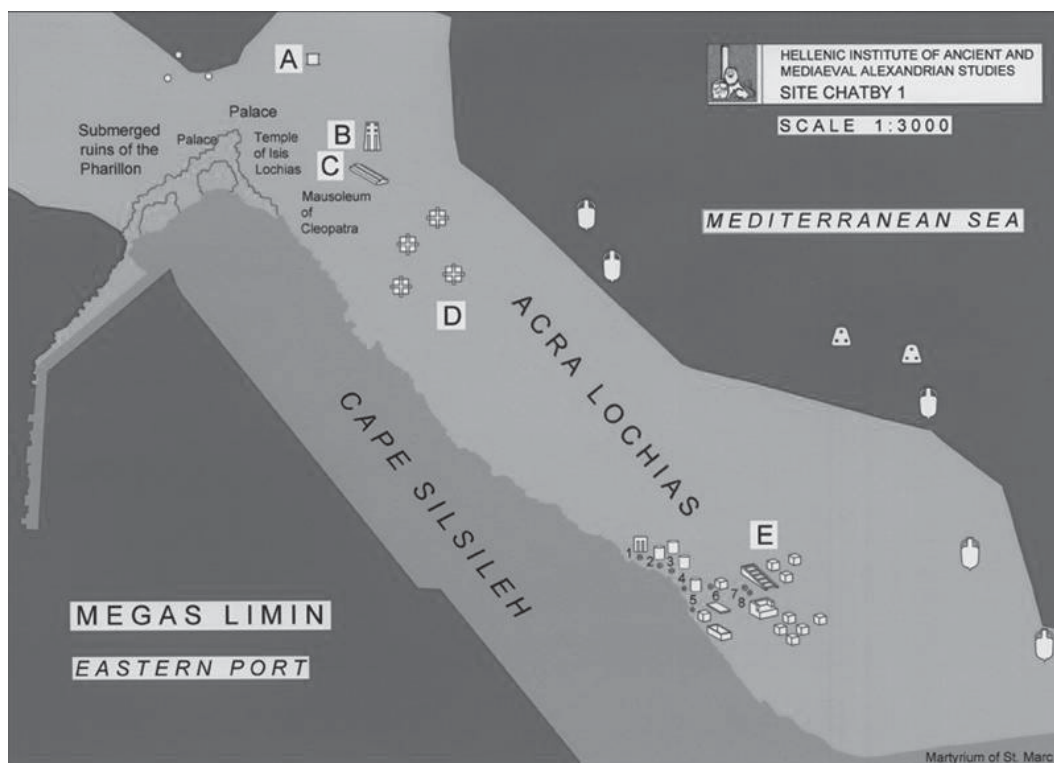 HELLENIC INSTITUTE OF ANCIENT AND
MEDIAEVAL ALEXANDRIAN STUDIES
SITE CHATBY 1
SCALE 1:3000
A
Palace
Submerged
ruins of the
Pharillon
Palace
Temple
of Isis
Lochias
B
C
Mausoleum
of
Cleopatra
MEDITERRANEAN SEA
D
ACRA LOCHIAS
CAPE SILSILEH
E
1
2
3
4
5
6
7
8
MEGAS LIMIN
EASTERN PORT
Martyrium of St. Marc